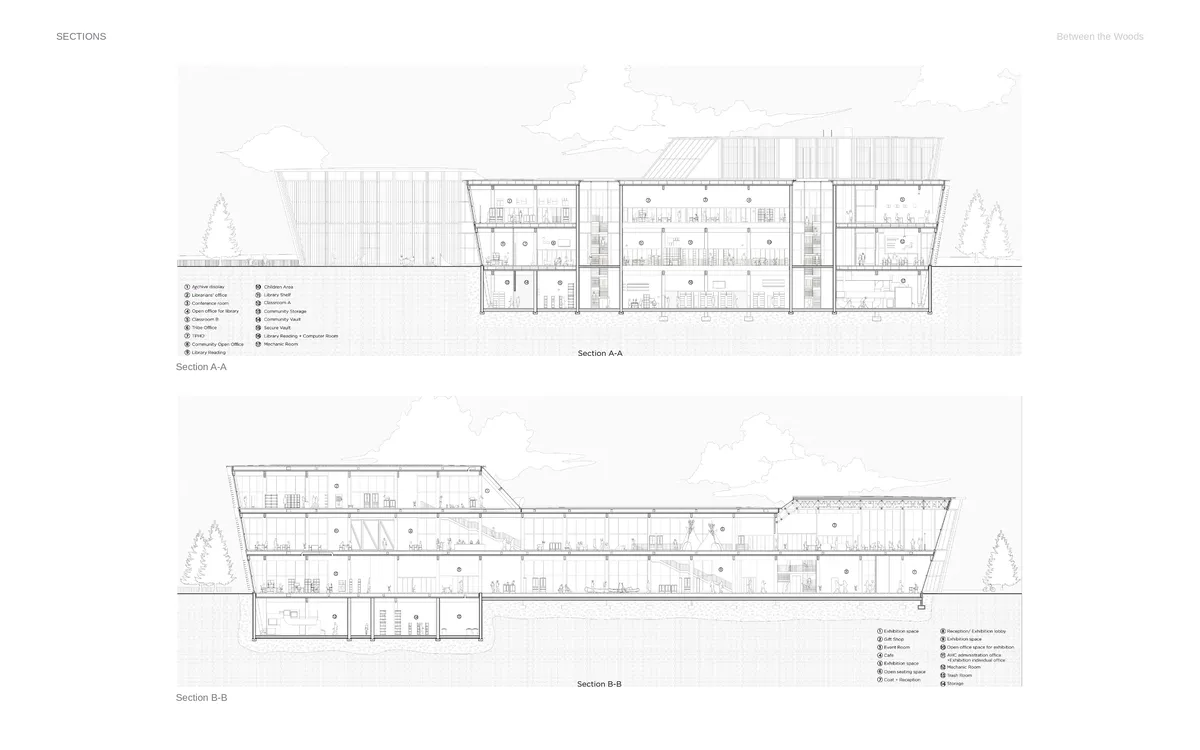 SECTIONS
Between the Woods
1 Archive display
2 Librarians' office
3 Conference room
4 Open office for library
5 Classroom B
6 Tribe Office
7 TPHO
8 Community Open Office
9 Library Reading
10 Children Area
11 Library Shelf
12 Classroom A
13 Community Storage
14 Community Vault
15 Secure Vault
16 Library Reading + Computer Room
17 Mechanic Room
Section A-A
Section A-A
1 Exhibition space
2 Gift Shop
3 Event Room
4 Cafe
5 Exhibition space
6 Open seating space
7 Coat + Reception
8 Reception/ Exhibition lobby
9 Exhibition space
10 Open office space for exhibition
11 AHC administration office
+Exhibition individual office
12 Mechanic Room
13 Trash Room
14 Storage
Section B-B
Section B-B